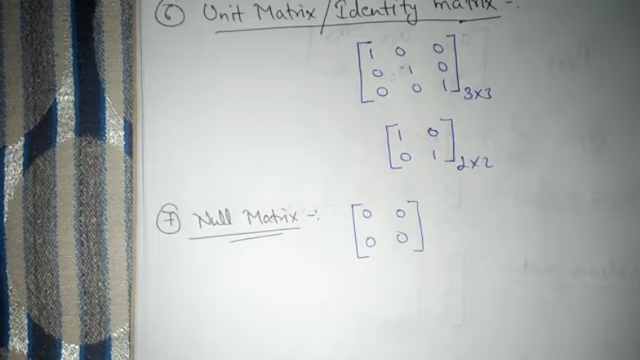 ⑥ Unit Matrix / Identity matrix -:
[1 0 0
0 1 0
0 0 1] 3×3
[1 0
0 1] 2×2
⑦ Null Matrix -: [0 0
0 0]